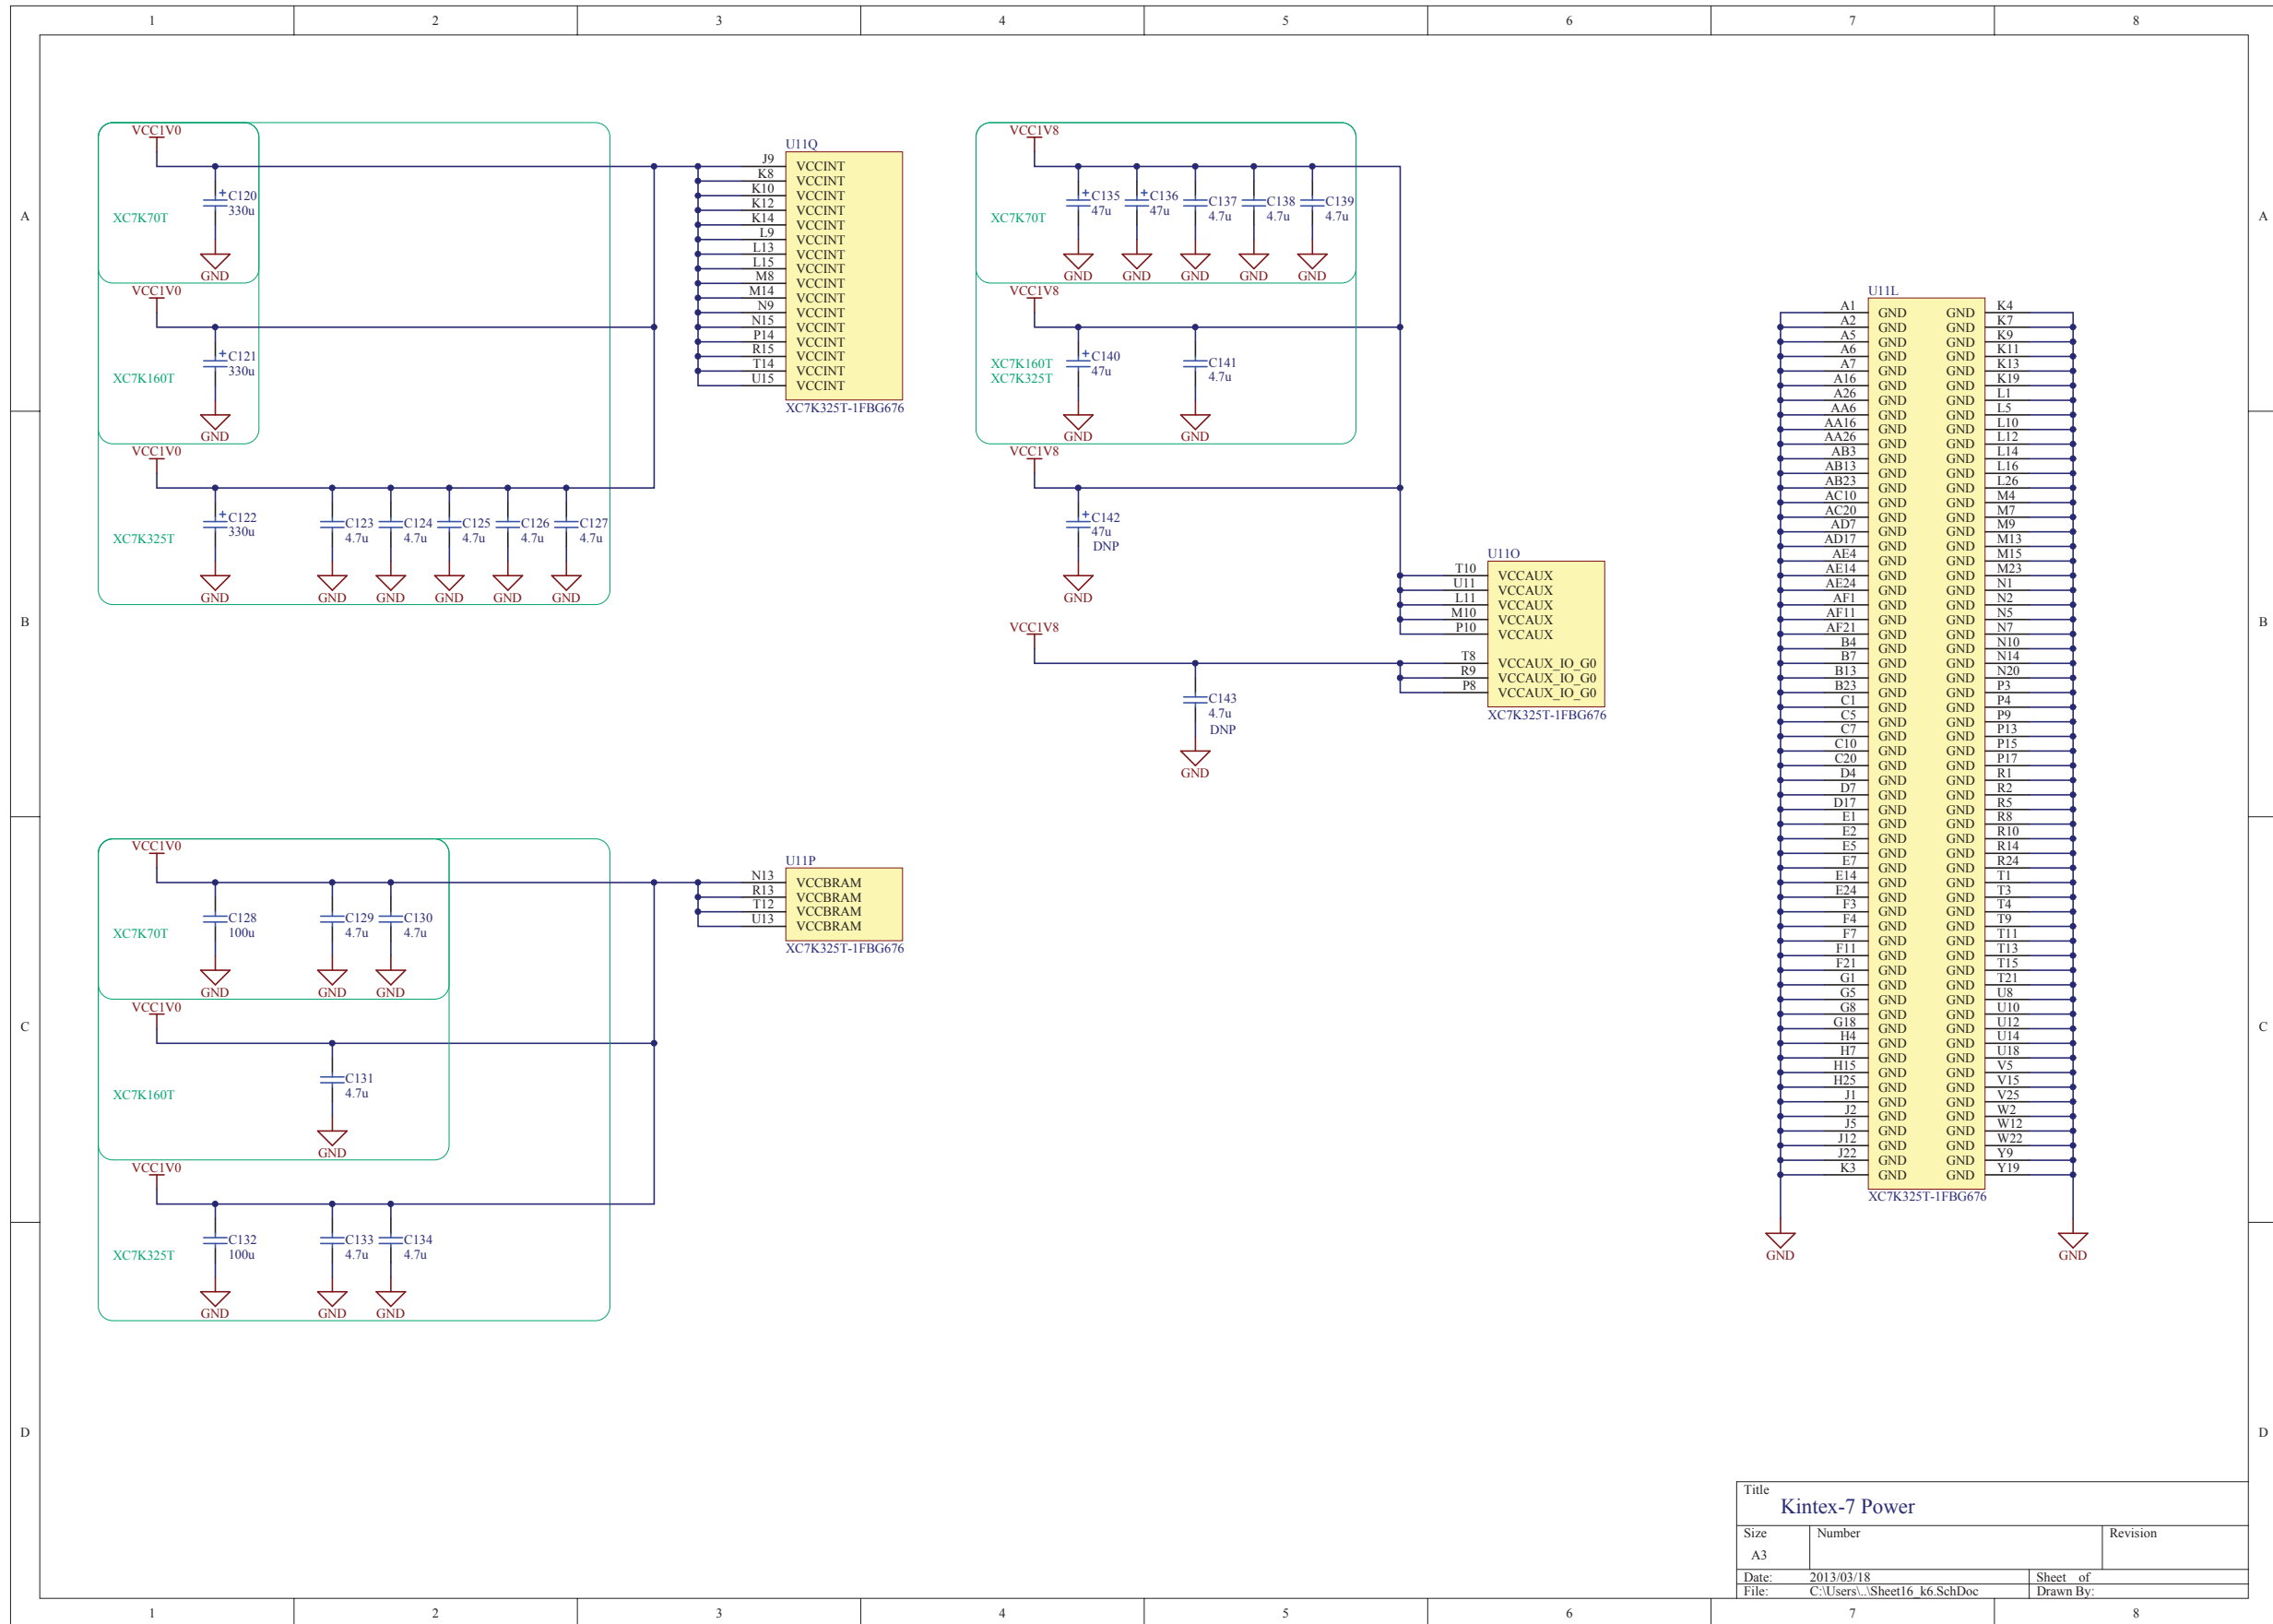 1 2 3 4 5 6 7 8
A
B
C
D
A
B
C
D
VCC1V0
XC7K70T
+ C120
330u
GND
VCC1V0
XC7K160T
+ C121
330u
GND
VCC1V0
XC7K325T
+ C122
330u
GND
C123
4.7u
GND
C124
4.7u
GND
C125
4.7u
GND
C126
4.7u
GND
C127
4.7u
GND
U11Q
J9 VCCINT
K8 VCCINT
K10 VCCINT
K12 VCCINT
K14 VCCINT
L9 VCCINT
L13 VCCINT
L15 VCCINT
M8 VCCINT
M14 VCCINT
N9 VCCINT
N15 VCCINT
P14 VCCINT
R15 VCCINT
T14 VCCINT
U15 VCCINT
XC7K325T-1FBG676
VCC1V8
XC7K70T
+ C135
47u
GND
+ C136
47u
GND
C137
4.7u
GND
C138
4.7u
GND
C139
4.7u
GND
VCC1V8
XC7K160T
XC7K325T
+ C140
47u
GND
C141
4.7u
GND
VCC1V8
+ C142
47u
DNP
GND
VCC1V8
C143
4.7u
DNP
GND
U11O
T10 VCCAUX
U11 VCCAUX
L11 VCCAUX
M10 VCCAUX
P10 VCCAUX
T8 VCCAUX_IO_G0
R9 VCCAUX_IO_G0
P8 VCCAUX_IO_G0
XC7K325T-1FBG676
VCC1V0
XC7K70T
C128
100u
GND
C129
4.7u
GND
C130
4.7u
GND
VCC1V0
XC7K160T
C131
4.7u
GND
VCC1V0
XC7K325T
C132
100u
GND
C133
4.7u
GND
C134
4.7u
GND
U11P
N13 VCCBRAM
R13 VCCBRAM
T12 VCCBRAM
U13 VCCBRAM
XC7K325T-1FBG676
U11L
A1 GND GND K4
A2 GND GND K7
A5 GND GND K9
A6 GND GND K11
A7 GND GND K13
A16 GND GND K19
A26 GND GND L1
AA6 GND GND L5
AA16 GND GND L10
AA26 GND GND L12
AB3 GND GND L14
AB13 GND GND L16
AB23 GND GND L26
AC10 GND GND M4
AC20 GND GND M7
AD7 GND GND M9
AD17 GND GND M13
AE4 GND GND M15
AE14 GND GND M23
AE24 GND GND N1
AF1 GND GND N2
AF11 GND GND N5
AF21 GND GND N7
B4 GND GND N10
B7 GND GND N14
B13 GND GND N20
B23 GND GND P3
C1 GND GND P4
C5 GND GND P9
C7 GND GND P13
C10 GND GND P15
C20 GND GND P17
D4 GND GND R1
D7 GND GND R2
D17 GND GND R5
E1 GND GND R8
E2 GND GND R10
E5 GND GND R14
E7 GND GND R24
E14 GND GND T1
E24 GND GND T3
F3 GND GND T4
F4 GND GND T9
F7 GND GND T11
F11 GND GND T13
F21 GND GND T15
G1 GND GND T21
G5 GND GND U8
G8 GND GND U10
G18 GND GND U12
H4 GND GND U14
H7 GND GND U18
H15 GND GND V5
H25 GND GND V15
J1 GND GND V25
J2 GND GND W2
J5 GND GND W12
J12 GND GND W22
J22 GND GND Y9
K3 GND GND Y19
XC7K325T-1FBG676
GND GND
Title
Kintex-7 Power
Size Number Revision
A3
Date: 2013/03/18 Sheet of
File: C:\Users\..\Sheet16_k6.SchDoc Drawn By:
1 2 3 4 5 6 7 8